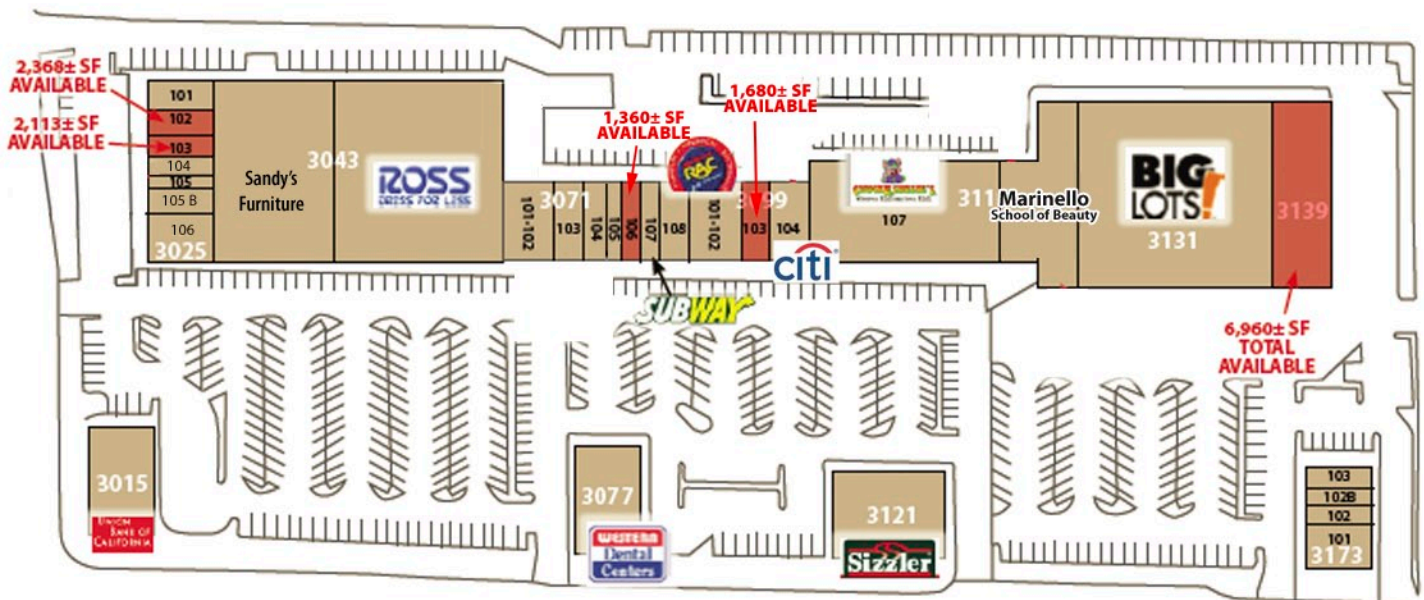 2,368± SF
AVAILABLE
2,113± SF
AVAILABLE
101
102
103
104
105
105 B
106
3025
Sandy's
Furniture
3043
ROSS
DRESS FOR LESS
1,360± SF
AVAILABLE
1,680± SF
AVAILABLE
RAC
3071
101-102
103
104
105
106
107
108
SUBWAY
101-102
103
104
citi
107
311
Marinello
School of Beauty
BIG
LOTS!
3131
3139
6,960± SF
TOTAL
AVAILABLE
3015
UNION
BANK OF
CALIFORNIA
3077
WESTERN
Dental
Centers
3121
Sizzler
103
102B
102
101
3173